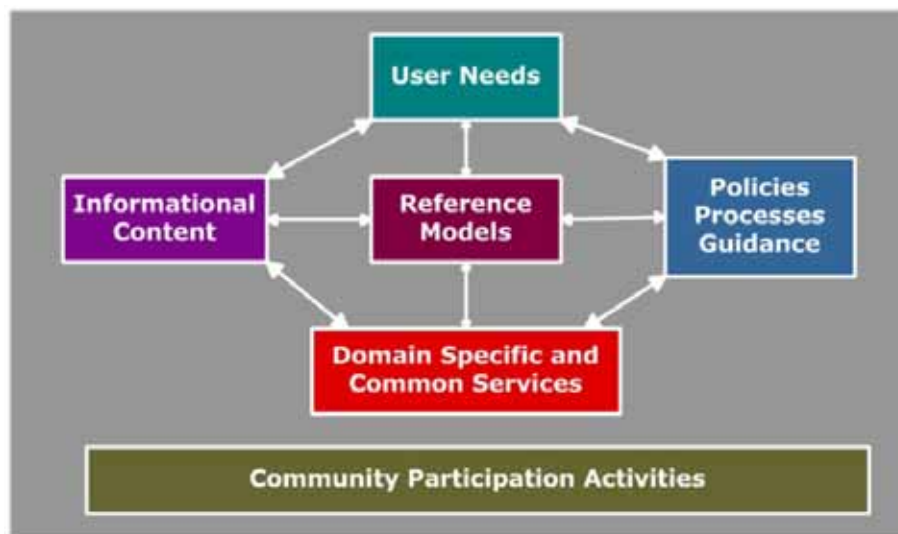 User Needs
Informational
Content
Reference
Models
Policies
Processes
Guidance
Domain Specific and
Common Services
Community Participation Activities